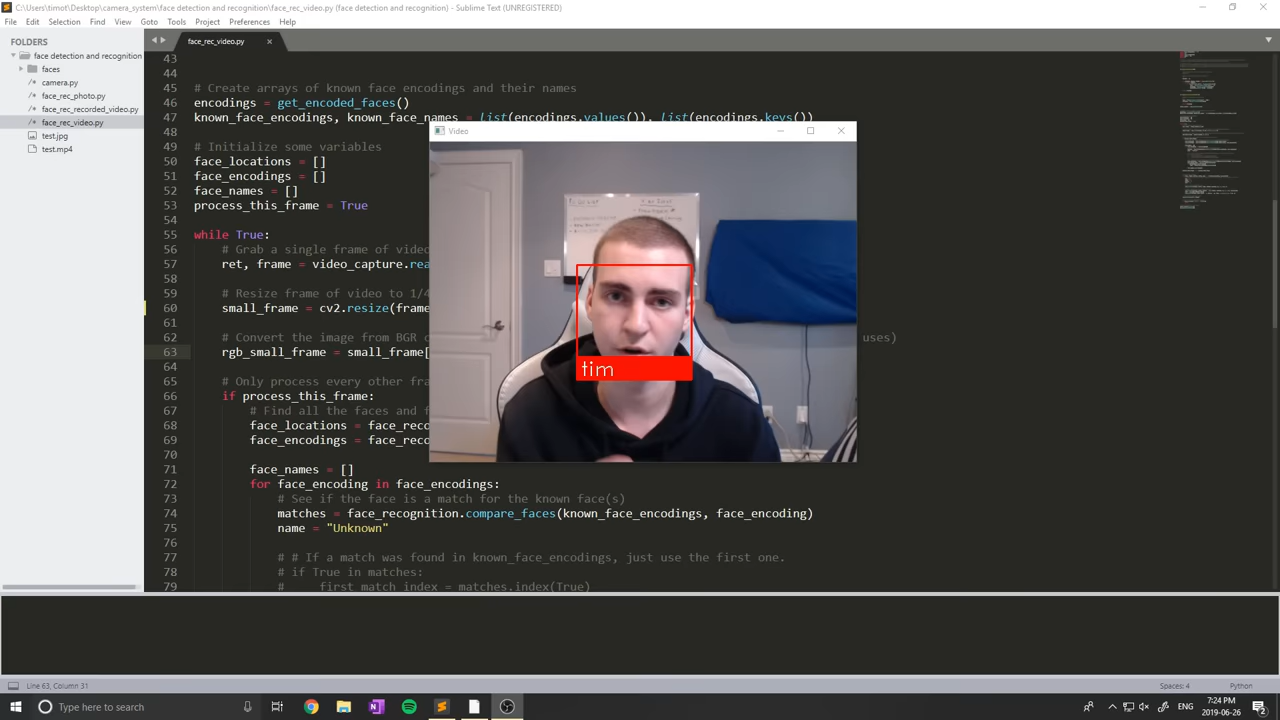 C:\Users\timot\Desktop\camera_system\face detection and recognition\face_rec_video.py (face detection and recognition) - Sublime Text (UNREGISTERED)
File Edit Selection Find View Goto Tools Project Preferences Help
FOLDERS
face detection and recognition
faces
camera.py
face_rec_photo.py
face_rec_recorded_video.py
face_rec_video.py
test.jpg
test.mp4
face_rec_video.py
43
44
45 # Create arrays of known face encodings and their names
46 encodings = get_encoded_faces()
47 known_face_encodings, known_face_names = list(encodings.values()), list(encodings.keys())
48
49 # Initialize some variables
50 face_locations = []
51 face_encodings = []
52 face_names = []
53 process_this_frame = True
54
55 while True:
56 # Grab a single frame of video
57 ret, frame = video_capture.rea
58
59 # Resize frame of video to 1/4
60 small_frame = cv2.resize(frame
61
62 # Convert the image from BGR uses)
63 rgb_small_frame = small_frame[
64
65 # Only process every other fra
66 if process_this_frame:
67 # Find all the faces and f
68 face_locations = face_reco
69 face_encodings = face_reco
70
71 face_names = []
72 for face_encoding in face_encodings:
73 # See if the face is a match for the known face(s)
74 matches = face_recognition.compare_faces(known_face_encodings, face_encoding)
75 name = "Unknown"
76
77 # # If a match was found in known_face_encodings, just use the first one.
78 # if True in matches:
79 # first_match_index = matches.index(True)
Video
tim
Line 63, Column 31
Spaces: 4
Python
Type here to search
ENG
7:24 PM
2019-06-26
2